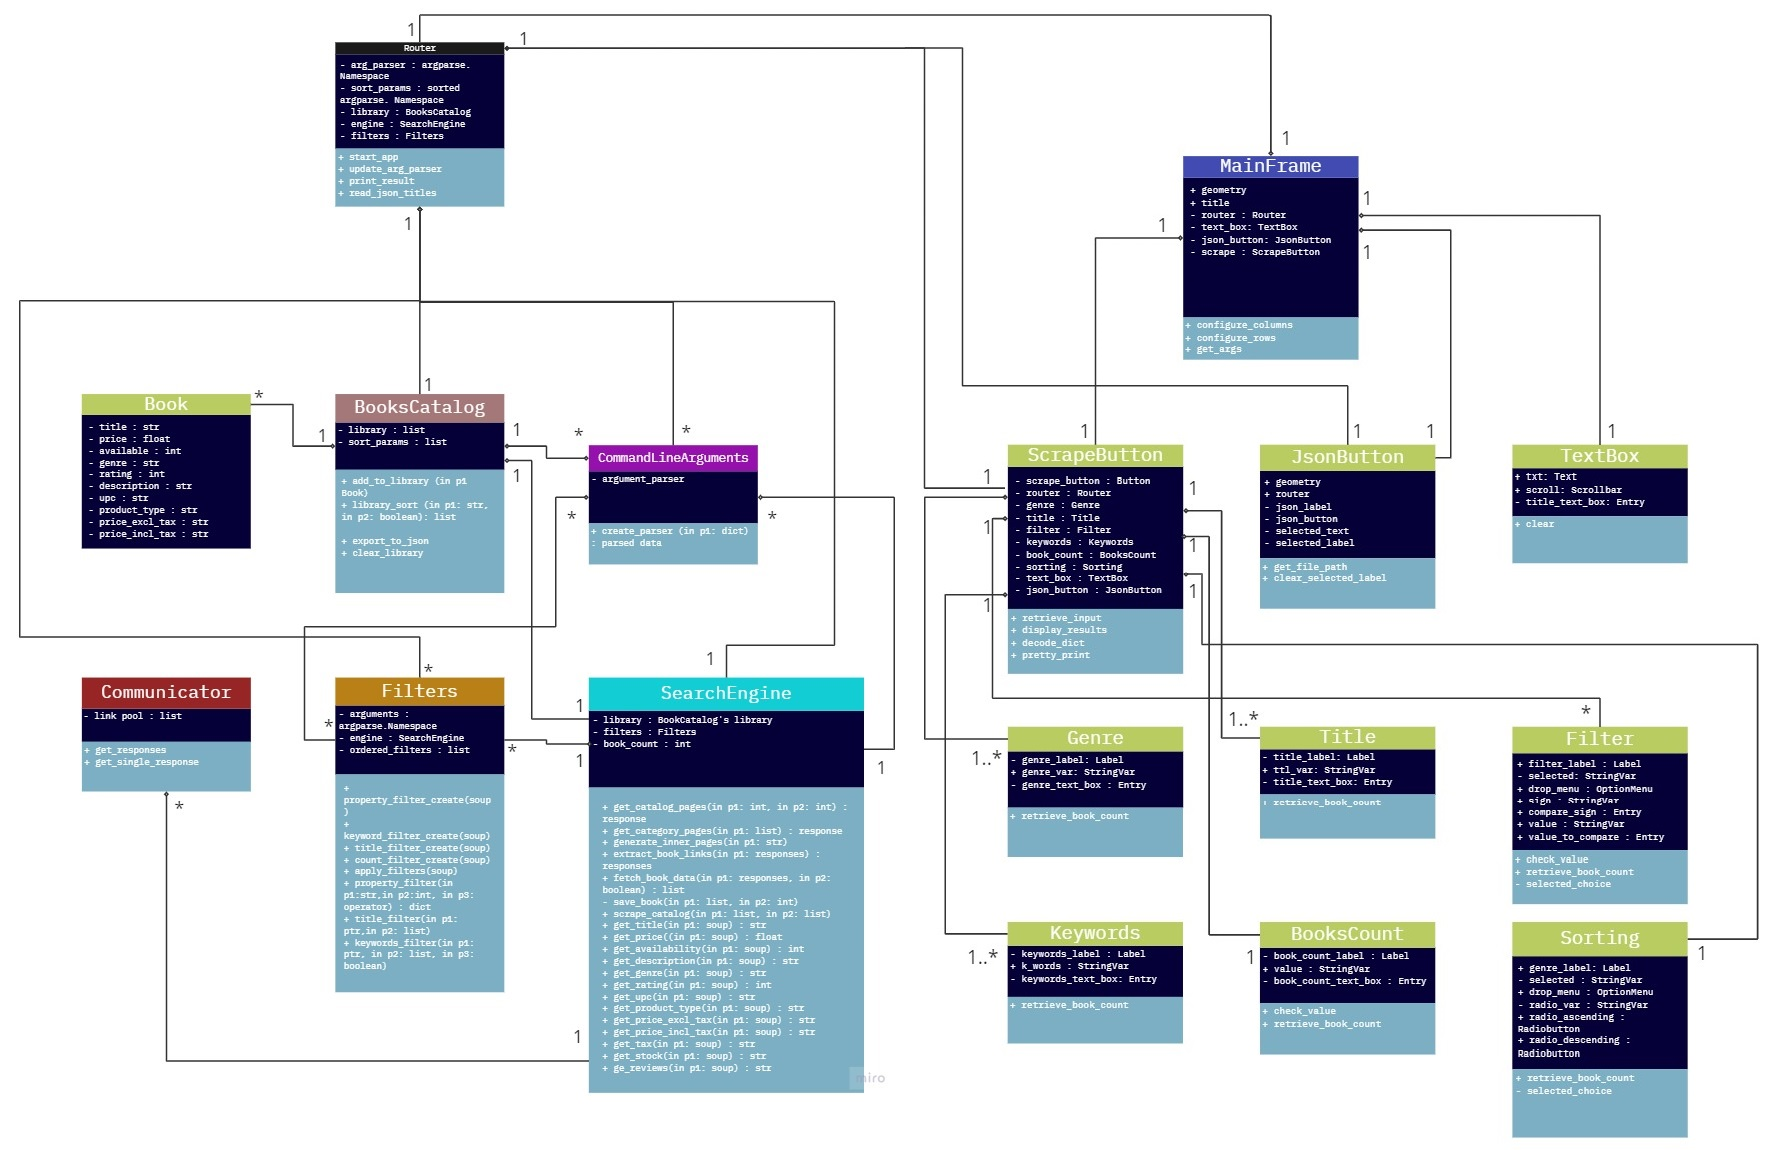 1
1
Router
- arg_parser : argparse.
Namespace
- sort_params : sorted
argparse. Namespace
- library : BooksCatalog
- engine : SearchEngine
- filters : Filters
+ start_app
+ update_arg_parser
+ print_result
+ read_json_titles
1
1
MainFrame
+ geometry
+ title
- router : Router
- text_box: TextBox
- json_button: JsonButton
- scrape : ScrapeButton
+ configure_columns
+ configure_rows
+ get_args
1
1
1
Book
- title : str
- price : float
- available : int
- genre : str
- rating : int
- description : str
- upc : str
- product_type : str
- price_excl_tax : str
- price_incl_tax : str
*
1
1
BooksCatalog
- library : list
- sort_params : list
+ add_to_library (in p1
Book)
+ library_sort (in p1: str,
in p2: boolean): list
+ export_to_json
+ clear_library
1
1
*
*
CommandLineArguments
- argument_parser
+ create_parser (in p1: dict)
: parsed data
*
*
1
1
1
1
ScrapeButton
- scrape_button : Button
- router : Router
- genre : Genre
- title : Title
- filter : Filter
- keywords : Keywords
- book_count : BooksCount
- sorting : Sorting
- text_box : TextBox
- json_button : JsonButton
+ retrieve_input
+ display_results
+ decode_dict
+ pretty_print
1
1
1
1
1
1
JsonButton
+ geometry
+ router
- json_label
- json_button
- selected_text
- selected_label
+ get_file_path
+ clear_selected_label
TextBox
+ txt: Text
+ scroll: Scrollbar
- title_text_box: Entry
+ clear
Communicator
- link pool : list
+ get_responses
+ get_single_response
*
*
Filters
- arguments :
argparse.Namespace
- engine : SearchEngine
- ordered_filters : list
+
property_filter_create(soup
)
+
keyword_filter_create(soup)
+ title_filter_create(soup)
+ count_filter_create(soup)
+ apply_filters(soup)
+ property_filter(in
p1:str,in p2:int, in p3:
operator) : dict
+ title_filter(in p1:
ptr,in p2: list)
+ keywords_filter(in p1:
ptr, in p2: list, in p3:
boolean)
*
*
1
1
1
1
1
SearchEngine
- library : BookCatalog's library
- filters : Filters
- book_count : int
+ get_catalog_pages(in p1: int, in p2: int) :
response
+ get_category_pages(in p1: list) : response
+ generate_inner_pages(in p1: str)
+ extract_book_links(in p1: responses) :
responses
+ fetch_book_data(in p1: responses, in p2:
boolean) : list
- save_book(in p1: list, in p2: int)
+ scrape_catalog(in p1: list, in p2: list)
+ get_title(in p1: soup) : str
+ get_price((in p1: soup) : float
+ get_availability(in p1: soup) : int
+ get_description(in p1: soup) : str
+ get_genre(in p1: soup) : str
+ get_rating(in p1: soup) : int
+ get_upc(in p1: soup) : str
+ get_product_type(in p1: soup) : str
+ get_price_excl_tax(in p1: soup) : str
+ get_price_incl_tax(in p1: soup) : str
+ get_tax(in p1: soup) : str
+ get_stock(in p1: soup) : str
+ ge_reviews(in p1: soup) : str
miro
1..*
Genre
- genre_label: Label
+ genre_var: StringVar
- genre_text_box : Entry
+ retrieve_book_count
1..*
Title
- title_label: Label
+ ttl_var: StringVar
- title_text_box: Entry
+ retrieve_book_count
*
Filter
+ filter_label : Label
- selected: StringVar
+ drop_menu : OptionMenu
+ sign : StringVar
+ compare_sign : Entry
+ value : StringVar
+ value_to_compare : Entry
+ check_value
+ retrieve_book_count
- selected_choice
1..*
Keywords
- keywords_label : Label
+ k_words : StringVar
- keywords_text_box: Entry
+ retrieve_book_count
1
BooksCount
- book_count_label : Label
+ value : StringVar
- book_count_text_box : Entry
+ check_value
+ retrieve_book_count
1
Sorting
+ genre_label: Label
- selected : StringVar
+ drop_menu : OptionMenu
- radio_var : StringVar
+ radio_ascending :
Radiobutton
+ radio_descending :
Radiobutton
+ retrieve_book_count
- selected_choice